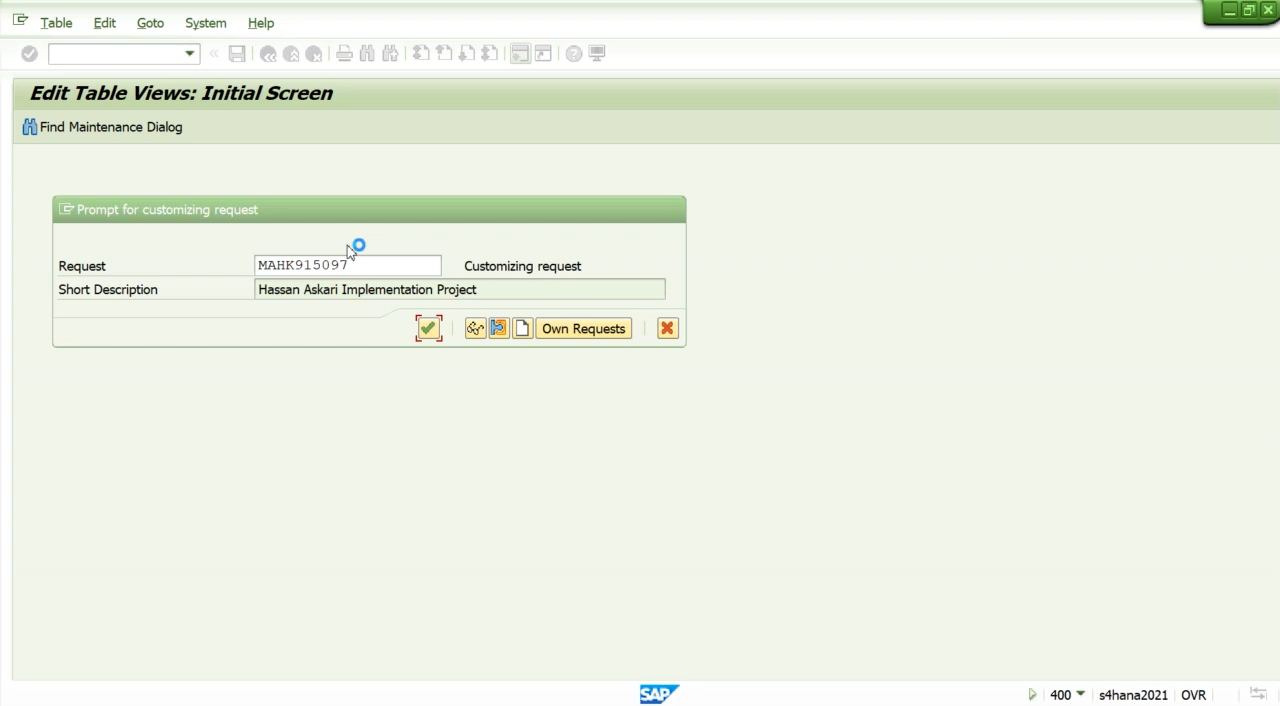 Table Edit Goto System Help
Edit Table Views: Initial Screen
Find Maintenance Dialog
Prompt for customizing request
Request MAHK915097 Customizing request
Short Description Hassan Askari Implementation Project
Own Requests
SAP 400 s4hana2021 OVR